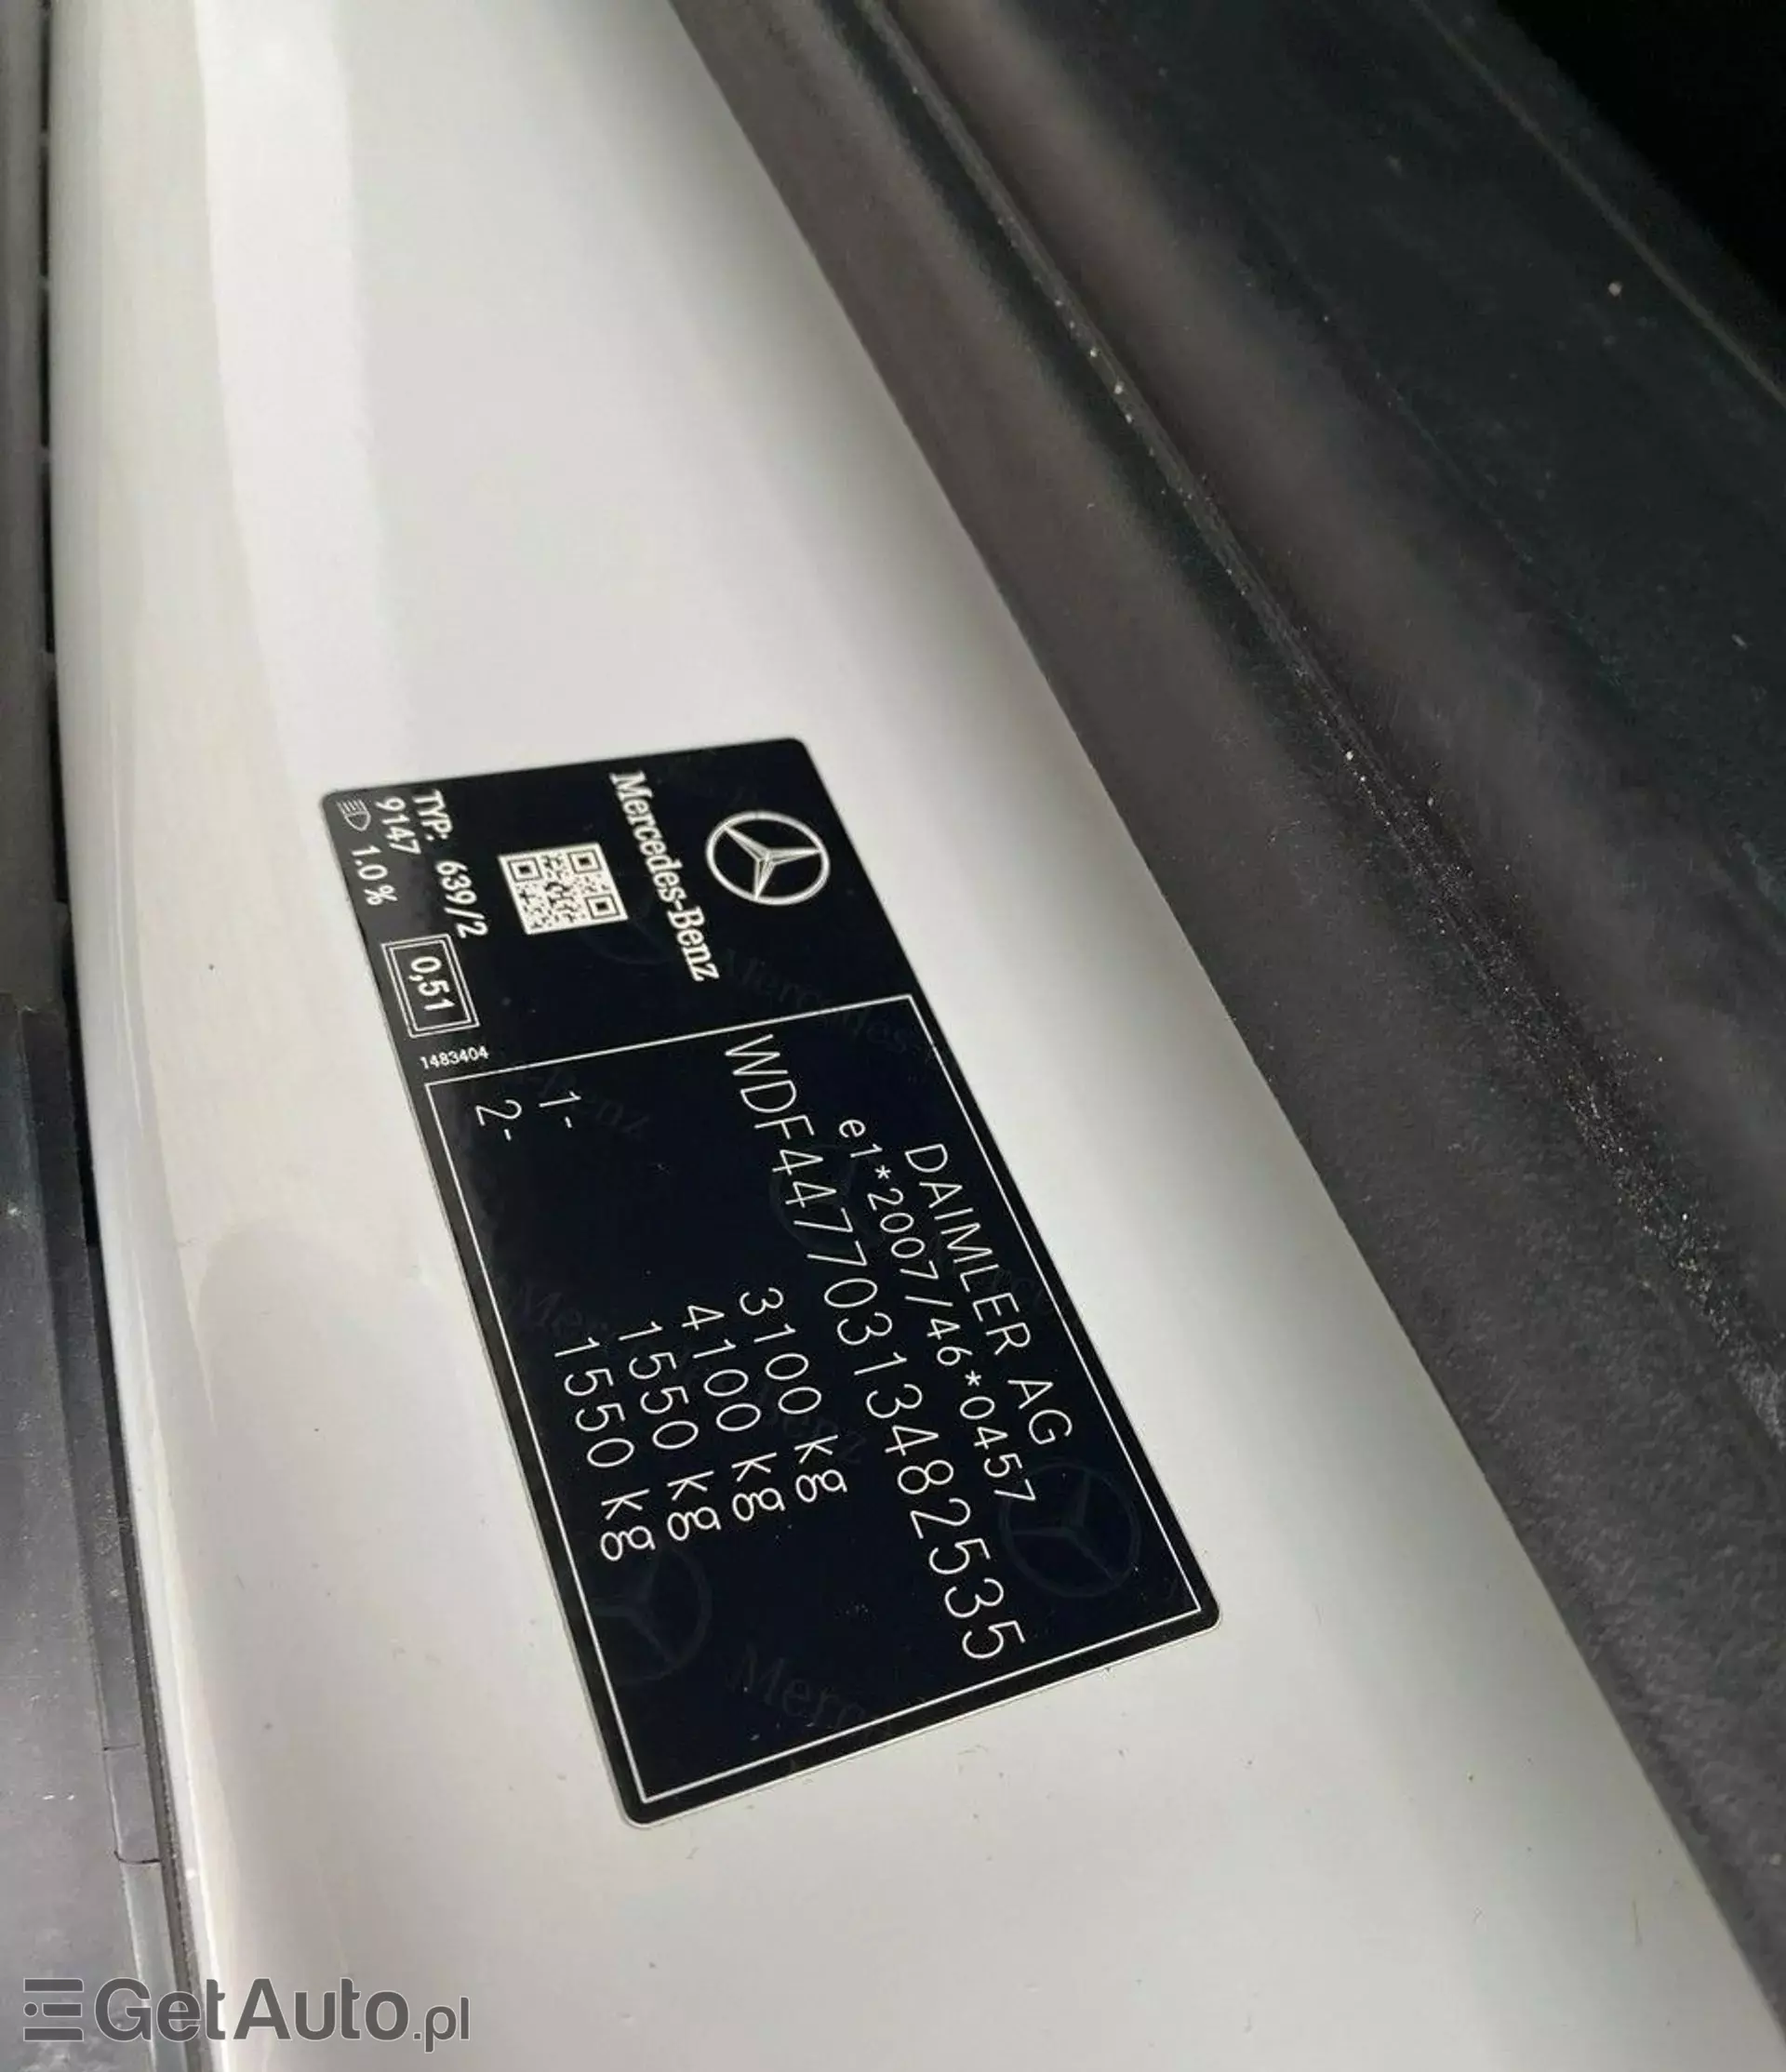 Mercedes-Benz
TYP: 639/2
9147
1.0 %
0,51
1483404
DAIMLER AG
e1*2007/46*0457
WDF44770313482535
3100 kg
4100 kg
1- 1550 kg
2- 1550 kg
GetAuto.pl